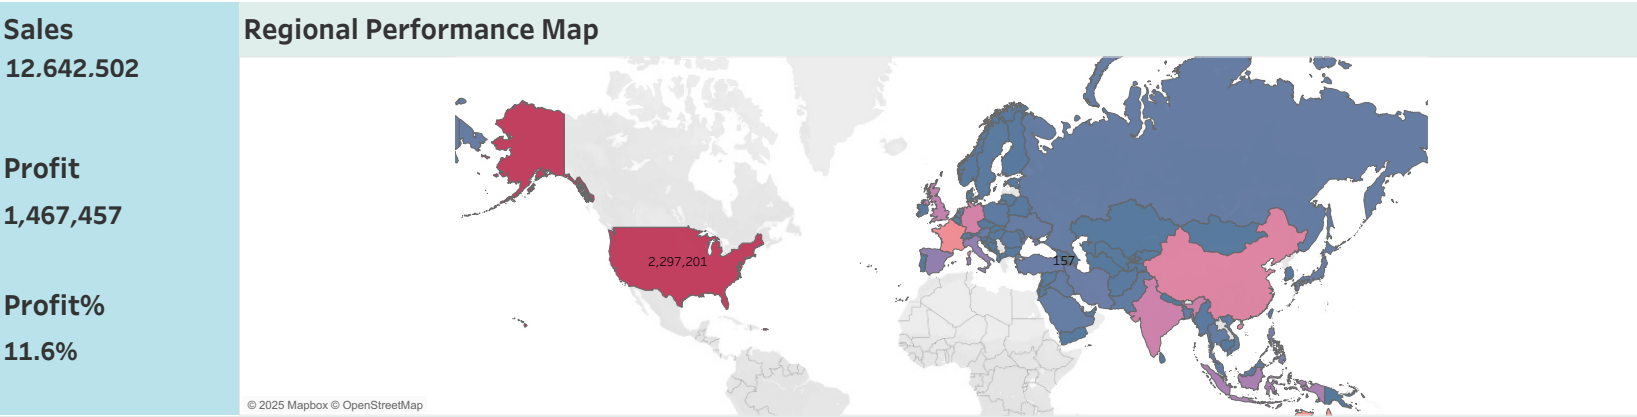 Sales
12.642.502
Profit
1,467,457
Profit%
11.6%
Regional Performance Map
2,297,201
157
© 2025 Mapbox © OpenStreetMap